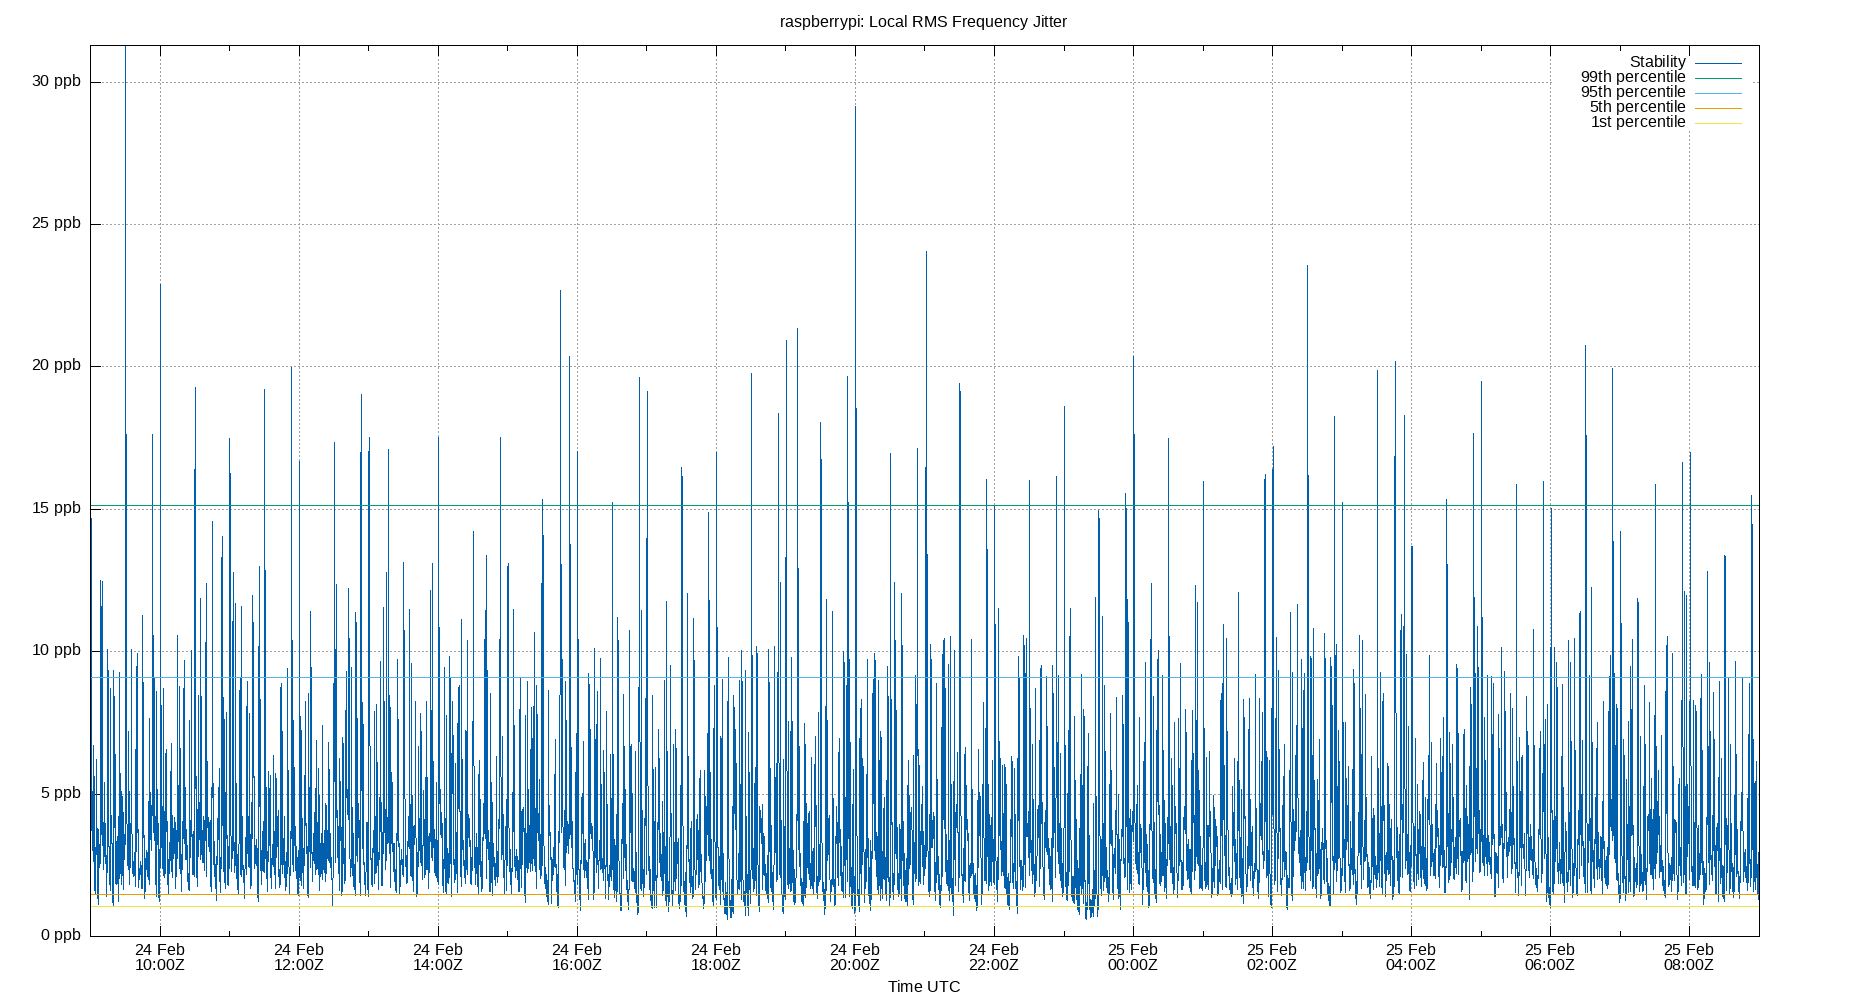 raspberrypi: Local RMS Frequency Jitter
Stability
99th percentile
95th percentile
5th percentile
1st percentile
30 ppb
25 ppb
20 ppb
15 ppb
10 ppb
5 ppb
0 ppb
24 Feb 24 Feb 24 Feb 24 Feb 24 Feb 24 Feb 24 Feb 25 Feb 25 Feb 25 Feb 25 Feb 25 Feb
10:00Z 12:00Z 14:00Z 16:00Z 18:00Z 20:00Z 22:00Z 00:00Z 02:00Z 04:00Z 06:00Z 08:00Z
Time UTC